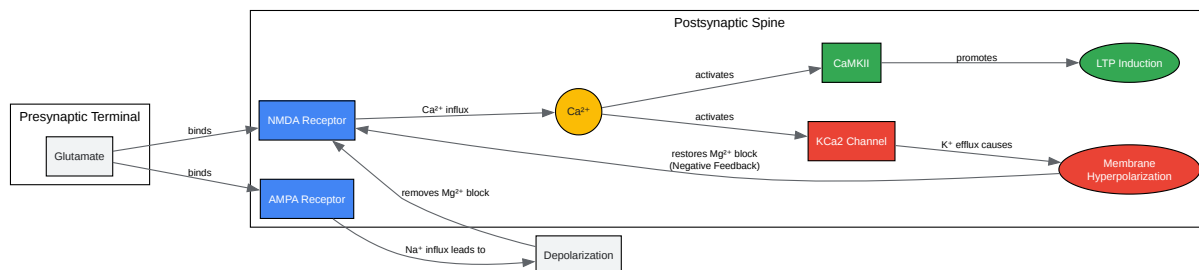 Postsynaptic Spine
CaMKII
promotes
LTP Induction
activates
Presynaptic Terminal
Glutamate
binds
NMDA Receptor
Ca²⁺ influx
Ca²⁺
activates
KCa2 Channel
K⁺ efflux causes
Membrane
Hyperpolarization
restores Mg²⁺ block
(Negative Feedback)
binds
AMPA Receptor
removes Mg²⁺ block
Na⁺ influx leads to
Depolarization